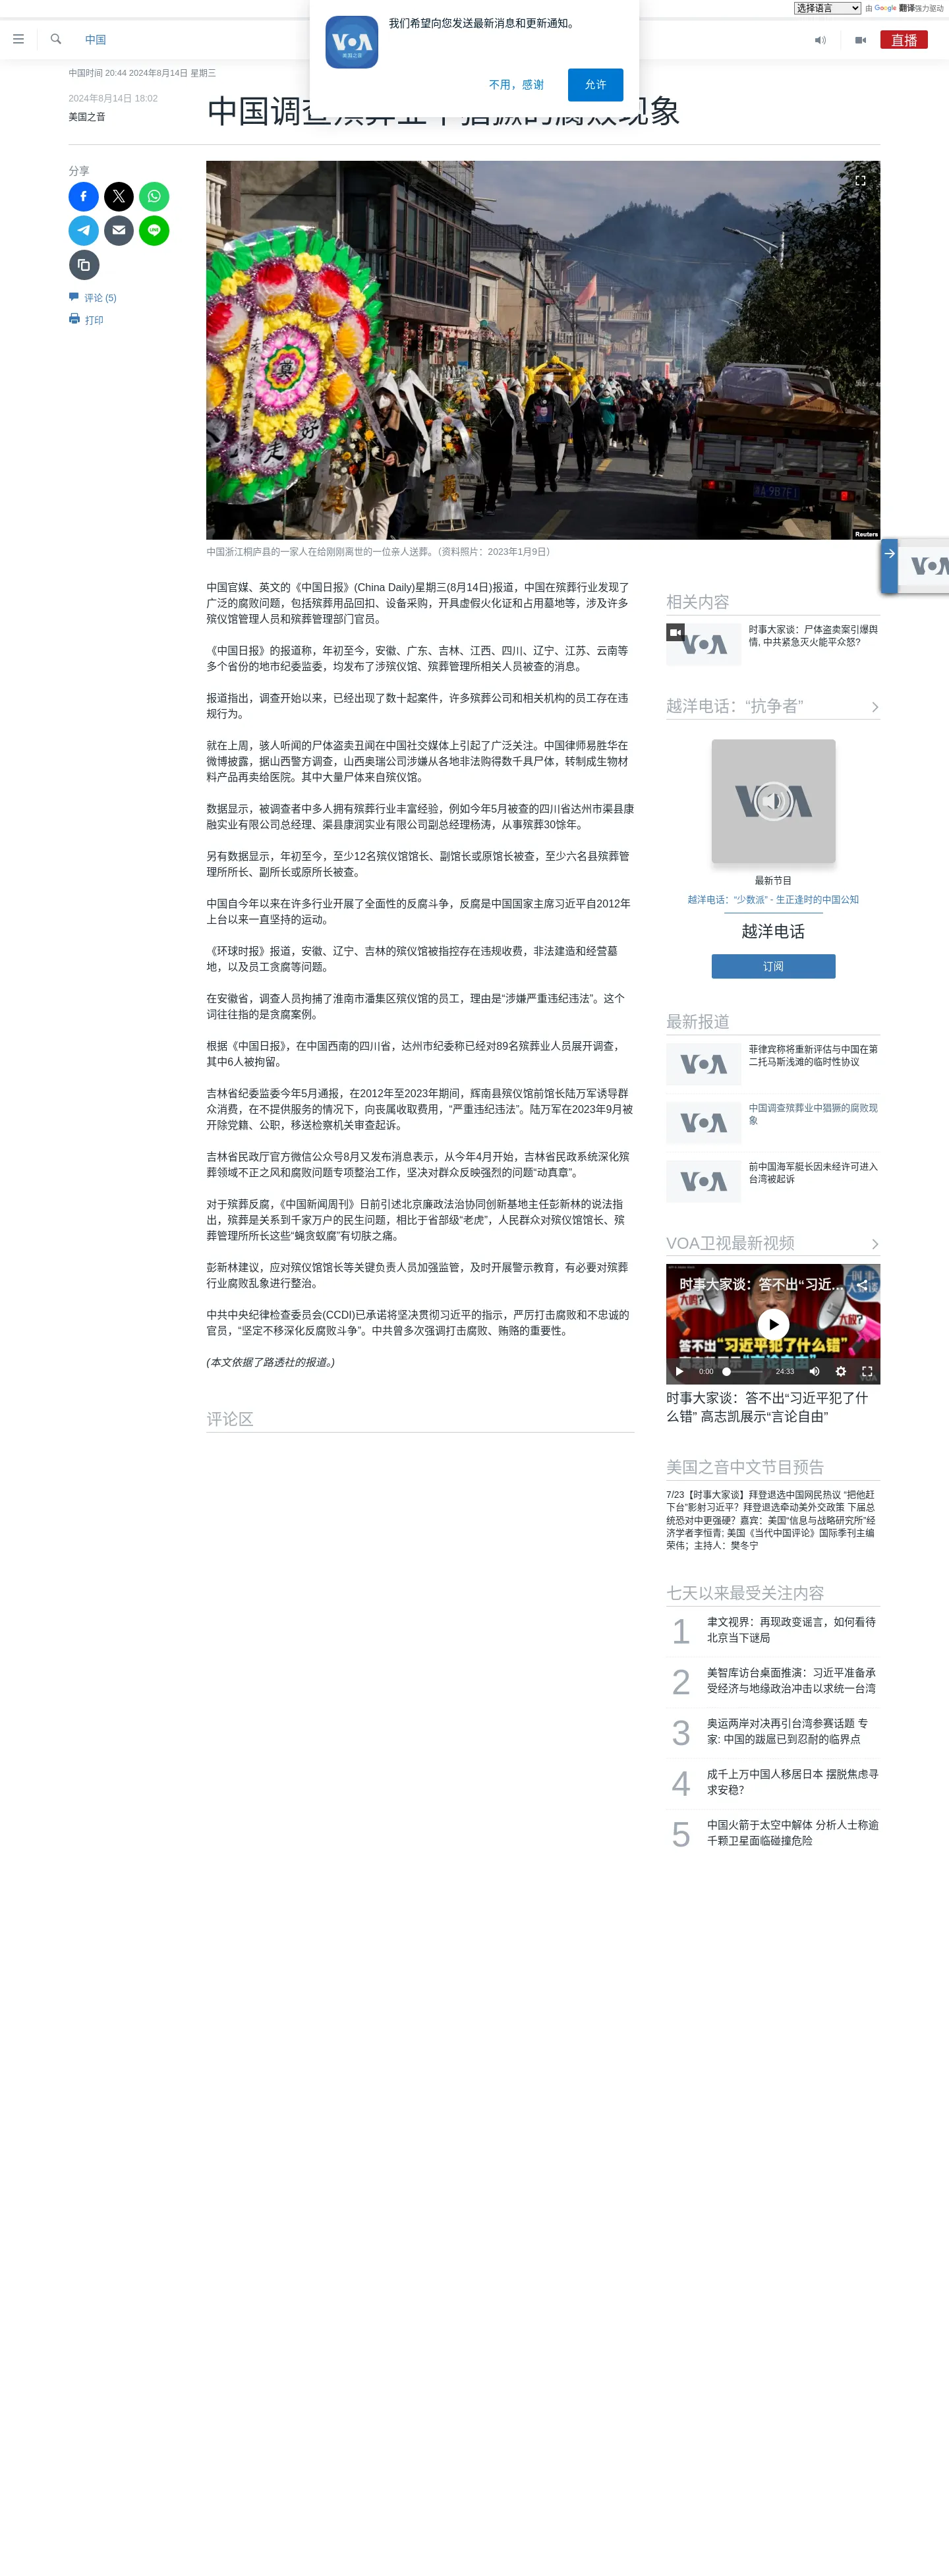 选择语言
由 Google 翻译强力驱动
中国
直播
我们希望向您发送最新消息和更新通知。
VOA
美国之音
不用，感谢
允许
中国时间 20:44 2024年8月14日 星期三
2024年8月14日 18:02
美国之音
中国调查殡葬业中猖獗的腐败现象
分享
评论 (5)
打印
奠
走
好
Reuters
中国浙江桐庐县的一家人在给刚刚离世的一位亲人送葬。（资料照片：2023年1月9日）
中国官媒、英文的《中国日报》(China Daily)星期三(8月14日)报道，中国在殡葬行业发现了
广泛的腐败问题，包括殡葬用品回扣、设备采购，开具虚假火化证和占用墓地等，涉及许多
殡仪馆管理人员和殡葬管理部门官员。
《中国日报》的报道称，年初至今，安徽、广东、吉林、江西、四川、辽宁、江苏、云南等
多个省份的地市纪委监委，均发布了涉殡仪馆、殡葬管理所相关人员被查的消息。
报道指出，调查开始以来，已经出现了数十起案件，许多殡葬公司和相关机构的员工存在违
规行为。
就在上周，骇人听闻的尸体盗卖丑闻在中国社交媒体上引起了广泛关注。中国律师易胜华在
微博披露，据山西警方调查，山西奥瑞公司涉嫌从各地非法购得数千具尸体，转制成生物材
料产品再卖给医院。其中大量尸体来自殡仪馆。
数据显示，被调查者中多人拥有殡葬行业丰富经验，例如今年5月被查的四川省达州市渠县康
融实业有限公司总经理、渠县康润实业有限公司副总经理杨涛，从事殡葬30馀年。
另有数据显示，年初至今，至少12名殡仪馆馆长、副馆长或原馆长被查，至少六名县殡葬管
理所所长、副所长或原所长被查。
中国自今年以来在许多行业开展了全面性的反腐斗争，反腐是中国国家主席习近平自2012年
上台以来一直坚持的运动。
《环球时报》报道，安徽、辽宁、吉林的殡仪馆被指控存在违规收费，非法建造和经营墓
地，以及员工贪腐等问题。
在安徽省，调查人员拘捕了淮南市潘集区殡仪馆的员工，理由是“涉嫌严重违纪违法”。这个
词往往指的是贪腐案例。
根据《中国日报》，在中国西南的四川省，达州市纪委称已经对89名殡葬业人员展开调查，
其中6人被拘留。
吉林省纪委监委今年5月通报，在2012年至2023年期间，辉南县殡仪馆前馆长陆万军诱导群
众消费，在不提供服务的情况下，向丧属收取费用，“严重违纪违法”。陆万军在2023年9月被
开除党籍、公职，移送检察机关审查起诉。
吉林省民政厅官方微信公众号8月又发布消息表示，从今年4月开始，吉林省民政系统深化殡
葬领域不正之风和腐败问题专项整治工作，坚决对群众反映强烈的问题“动真章”。
对于殡葬反腐，《中国新闻周刊》日前引述北京廉政法治协同创新基地主任彭新林的说法指
出，殡葬是关系到千家万户的民生问题，相比于省部级“老虎”，人民群众对殡仪馆馆长、殡
葬管理所所长这些“蝇贪蚁腐”有切肤之痛。
彭新林建议，应对殡仪馆馆长等关键负责人员加强监管，及时开展警示教育，有必要对殡葬
行业腐败乱象进行整治。
中共中央纪律检查委员会(CCDI)已承诺将坚决贯彻习近平的指示，严厉打击腐败和不忠诚的
官员，“坚定不移深化反腐败斗争”。中共曾多次强调打击腐败、贿赂的重要性。
(本文依据了路透社的报道。)
评论区
相关内容
VOA
时事大家谈：尸体盗卖案引爆舆
情, 中共紧急灭火能平众怒?
越洋电话：“抗争者”
VOA
最新节目
越洋电话：“少数派” - 生正逢时的中国公知
越洋电话
订阅
最新报道
VOA
菲律宾称将重新评估与中国在第
二托马斯浅滩的临时性协议
VOA
中国调查殡葬业中猖獗的腐败现
象
VOA
前中国海军艇长因未经许可进入
台湾被起诉
VOA卫视最新视频
时事大家谈：答不出“习近...
大鸣?
大放?
答不出“习近平犯了什么错”
0:00
24:33
时事大家谈：答不出“习近平犯了什
么错” 高志凯展示“言论自由”
美国之音中文节目预告
7/23【时事大家谈】拜登退选中国网民热议 “把他赶
下台”影射习近平？拜登退选牵动美外交政策 下届总
统恐对中更强硬？嘉宾：美国“信息与战略研究所”经
济学者李恒青; 美国《当代中国评论》国际季刊主编
荣伟；主持人：樊冬宁
七天以来最受关注内容
1
聿文视界：再现政变谣言，如何看待
北京当下谜局
2
美智库访台桌面推演：习近平准备承
受经济与地缘政治冲击以求统一台湾
3
奥运两岸对决再引台湾参赛话题 专
家: 中国的跋扈已到忍耐的临界点
4
成千上万中国人移居日本 摆脱焦虑寻
求安稳？
5
中国火箭于太空中解体 分析人士称逾
千颗卫星面临碰撞危险